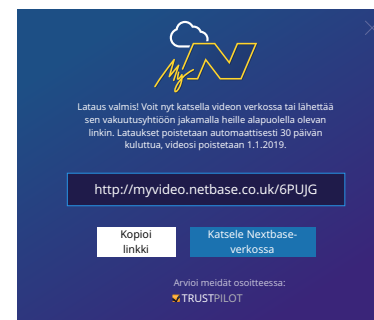 My N
Lataus valmis! Voit nyt katsella videon verkossa tai lähettää
sen vakuutusyhtiöön jakamalla heille alapuolella olevan
linkin. Lataukset poistetaan automaattisesti 30 päivän
kuluttua, videosi poistetaan 1.1.2019.
http://myvideo.netbase.co.uk/6PUJG
Kopioi
linkki
Katsele Nextbase-
verkossa
Arvioi meidät osoitteessa:
TRUSTPILOT